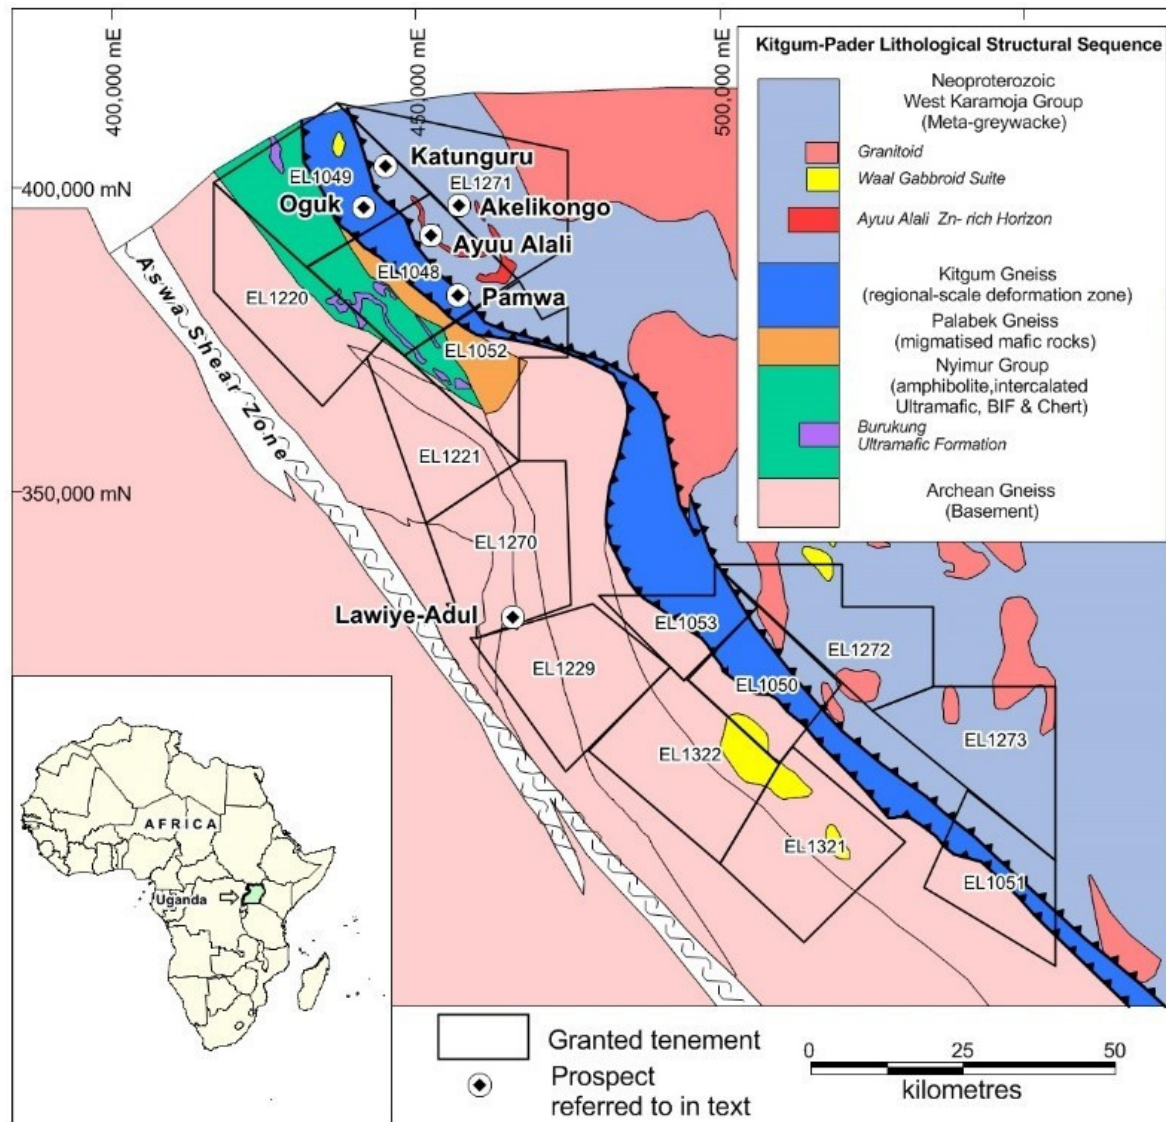 400,000 mE
450,000 mE
500,000 mE
Kitgum-Pader Lithological Structural Sequence
Neoproterozoic
West Karamoja Group
(Meta-greywacke)
Granitoid
Waal Gabbroid Suite
Ayuu Alali Zn- rich Horizon
Kitgum Gneiss
(regional-scale deformation zone)
Palabek Gneiss
(migmatised mafic rocks)
Nyimur Group
(amphibolite,intercalated
Ultramafic, BIF & Chert)
Burukung
Ultramafic Formation
Archean Gneiss
(Basement)
400,000 mN
350,000 mN
Katunguru
EL1049
EL1271
Oguk
Akelikongo
Ayuu Alali
EL1048
EL1220
Pamwa
EL1052
Aswa Shear Zone
EL1221
EL1270
Lawiye-Adul
EL1053
EL1272
EL1229
EL1050
EL1273
EL1322
EL1321
EL1051
AFRICA
Uganda
Granted tenement
Prospect
referred to in text
0 25 50
kilometres